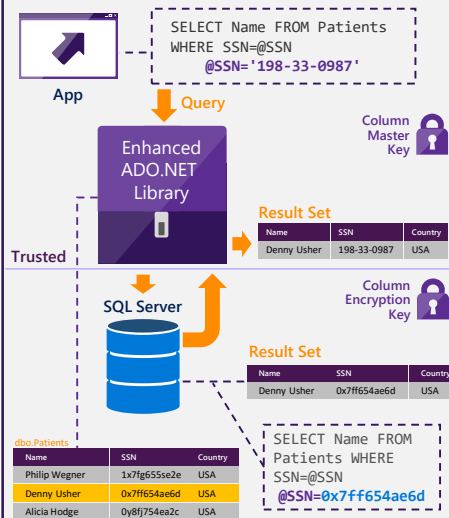 SELECT Name FROM Patients
WHERE SSN=@SSN
@SSN='198-33-0987'
App
Query
Column
Master
Key
Enhanced
ADO.NET
Library
Result Set
Name SSN Country
Denny Usher 198-33-0987 USA
Trusted
SQL Server
Column
Encryption
Key
Result Set
Name SSN Country
Denny Usher 0x7ff654ae6d USA
dbo.Patients
Name SSN Country
Philip Wegner 1x7fg655se2e USA
Denny Usher 0x7ff654ae6d USA
Alicia Hodge 0y8fj754ea2c USA
SELECT Name FROM
Patients WHERE
SSN=@SSN
@SSN=0x7ff654ae6d